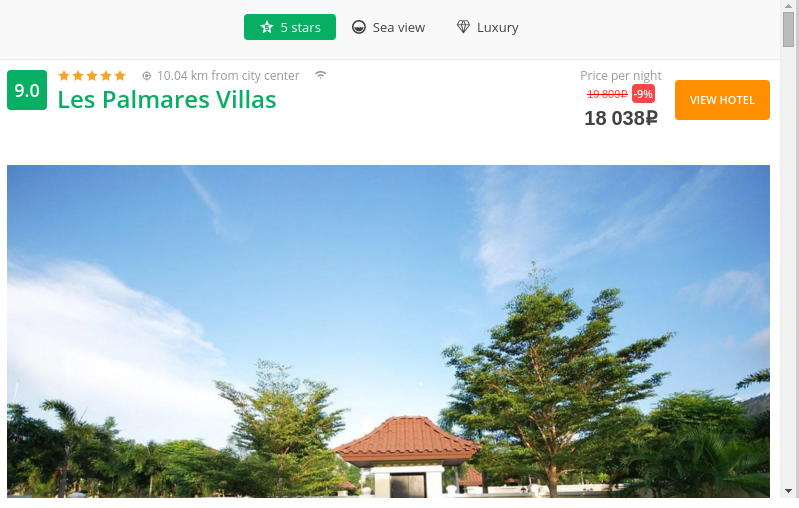 5 stars
Sea view
Luxury
9.0
10.04 km from city center
Les Palmares Villas
Price per night
19 809₽ -9%
18 038₽
VIEW HOTEL